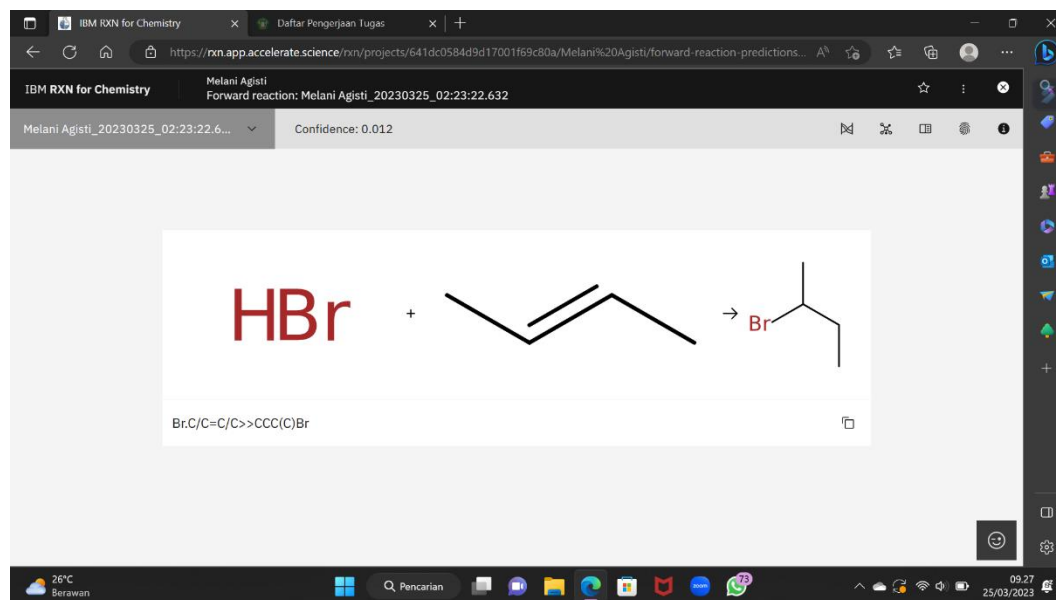 IBM RXN for Chemistry
Daftar Pengerjaan Tugas
https://rxn.app.accelerate.science/rxn/projects/641dc0584d9d17001f69c80a/Melani%20Agisti/forward-reaction-predictions...
IBM RXN for Chemistry
Melani Agisti
Forward reaction: Melani Agisti_20230325_02:23:22.632
Melani Agisti_20230325_02:23:22.6...
Confidence: 0.012
HBr + → Br
Br.C/C=C/C>>CCC(C)Br
26°C
Berawan
Pencarian
zoom
73
09.27
25/03/2023